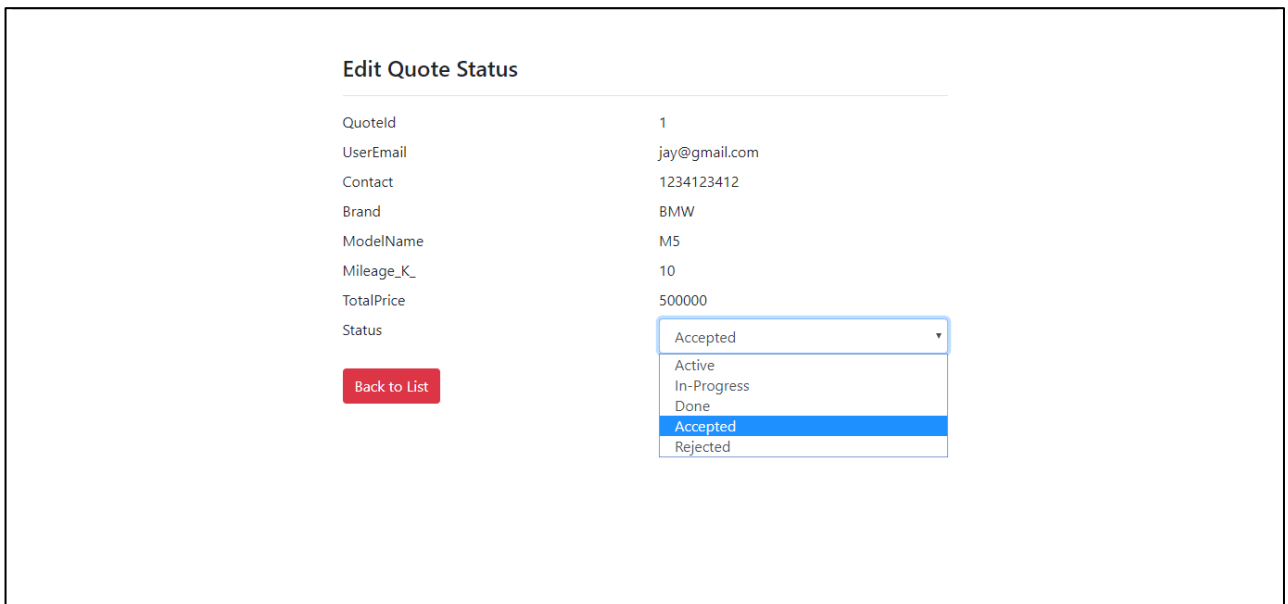 Edit Quote Status
QuoteId 1
UserEmail jay@gmail.com
Contact 1234123412
Brand BMW
ModelName M5
Mileage_K_ 10
TotalPrice 500000
Status Accepted
Active
Back to List In-Progress
Done
Accepted
Rejected